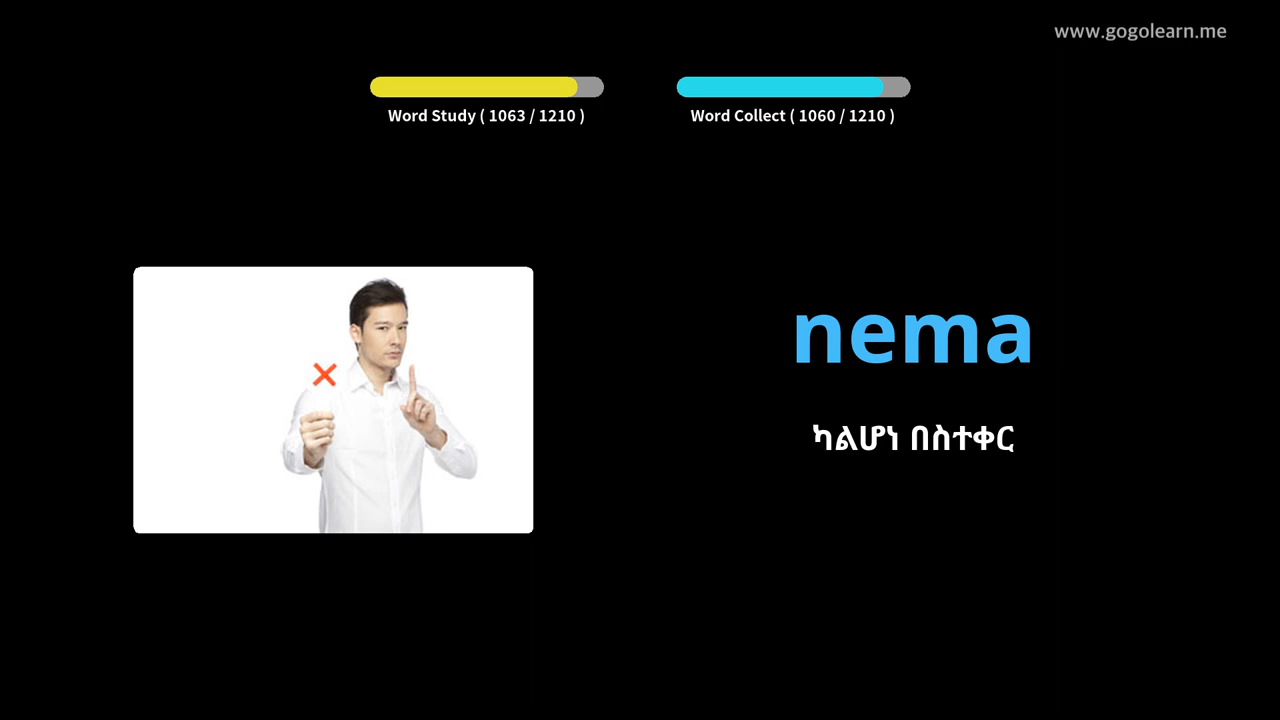 www.gogolearn.me
Word Study ( 1063 / 1210 )
Word Collect ( 1060 / 1210 )
nema
ካልሆነ በስተቀር